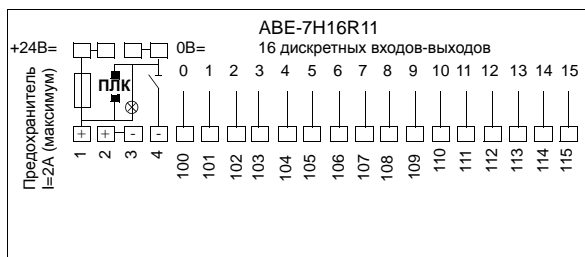 ABE-7H16R11
+24В= 0В= 16 дискретных входов-выходов
0 1 2 3 4 5 6 7 8 9 10 11 12 13 14 15
ПЛК
Предохранитель
I=2А (максимум)
+ + - -
1 2 3 4 100 101 102 103 104 105 106 107 108 109 110 111 112 113 114 115